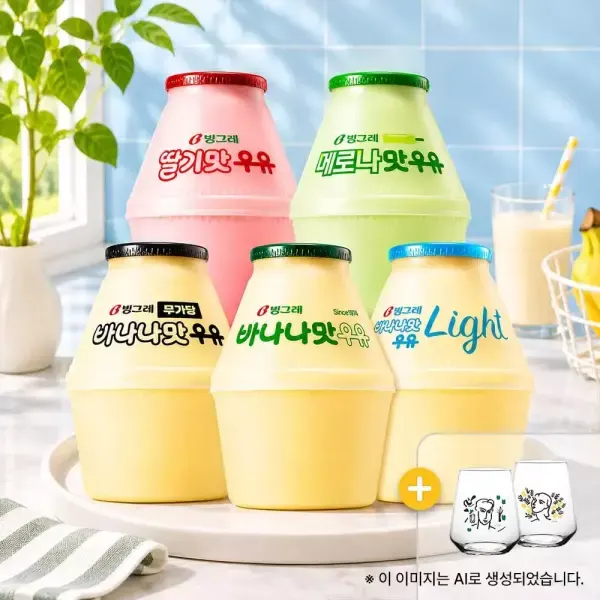 빙그레
딸기맛우유
빙그레
메로나맛우유
빙그레 무가당
바나나맛우유
Since1974
바나나맛우유
빙그레
바나나맛
우유
Light
+
※ 이 이미지는 AI로 생성되었습니다.